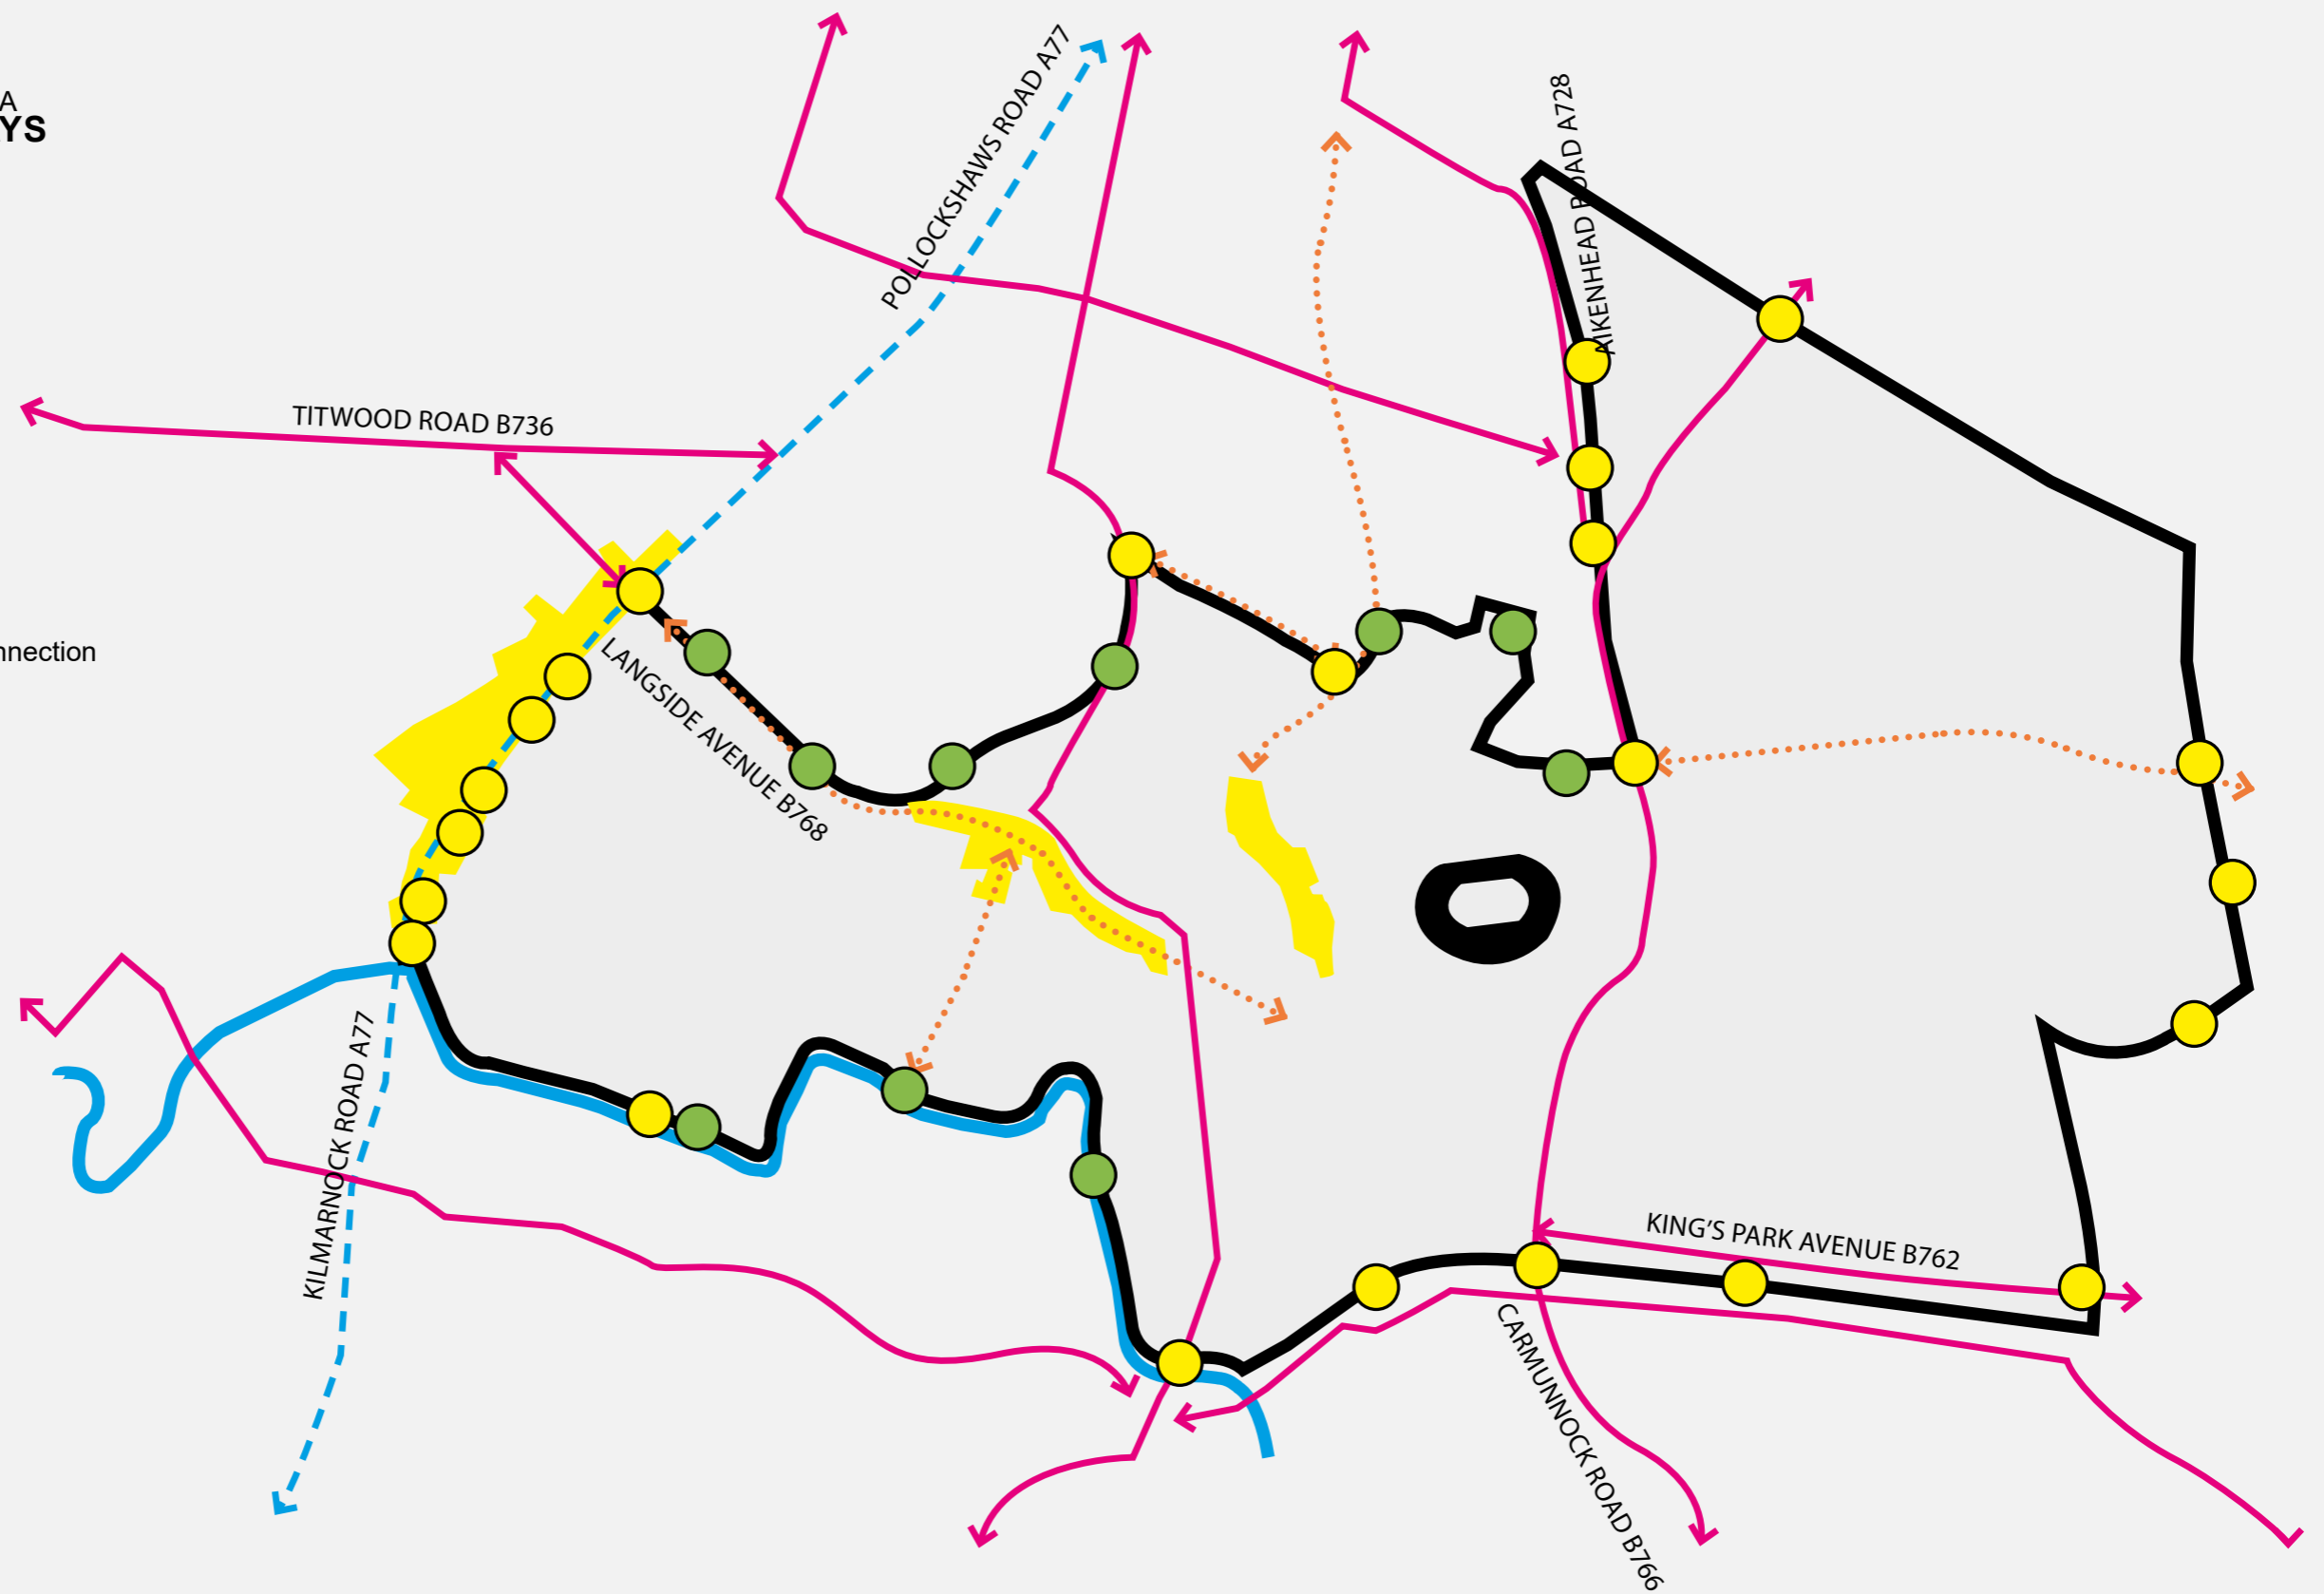 A
YS
POLLOCKSHAWS ROAD A77
AIKENHEAD ROAD A728
TITWOOD ROAD B736
nnection
LANGSIDE AVENUE B768
KILMARNOCK ROAD A77
KING'S PARK AVENUE B762
CARMUNNOCK ROAD B766